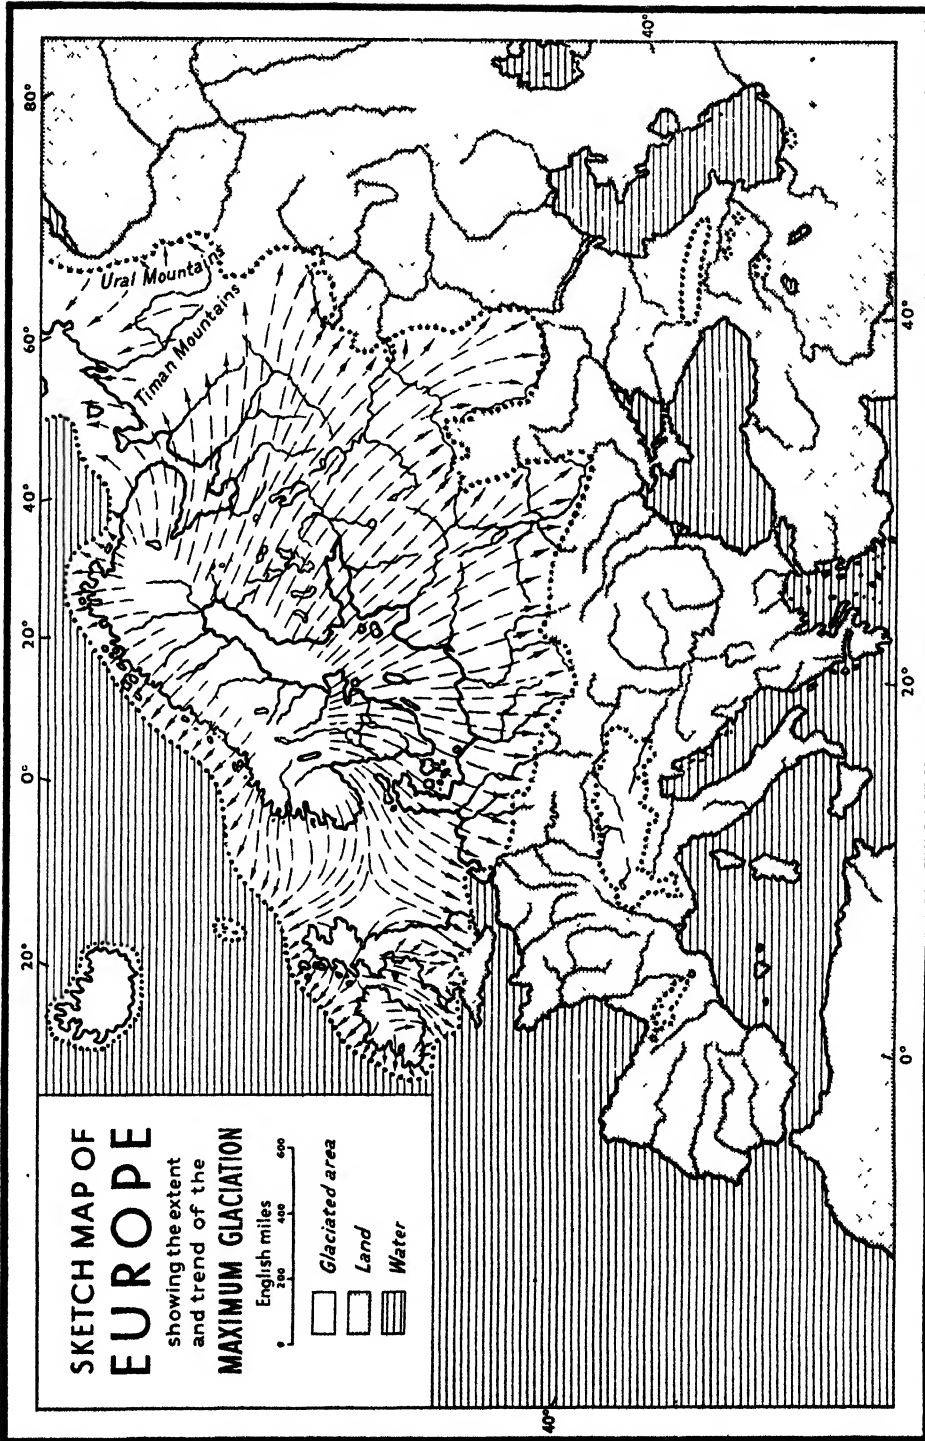 SKETCH MAP OF
EUROPE
showing the extent
and trend of the
MAXIMUM GLACIATION
English miles
0 200 400 600
Glaciated area
Land
Water
20°
0°
20°
40°
60°
80°
Ural Mountains
Timan Mountains
40°
0°
20°
40°
40°